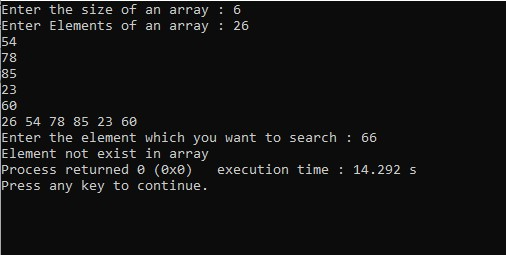 Enter the size of an array : 6
Enter Elements of an array : 26
54
78
85
23
60
26 54 78 85 23 60
Enter the element which you want to search : 66
Element not exist in array
Process returned 0 (0x0)   execution time : 14.292 s
Press any key to continue.